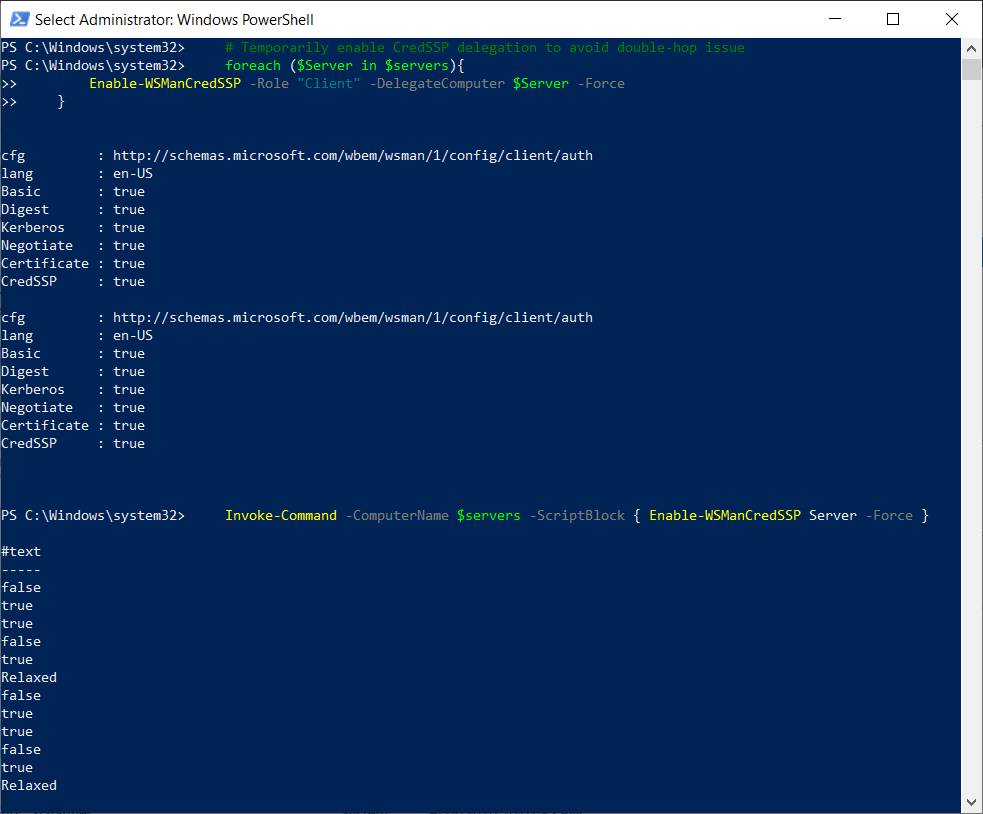 Select Administrator: Windows PowerShell
PS C:\Windows\system32>     # Temporarily enable CredSSP delegation to avoid double-hop issue
PS C:\Windows\system32>     foreach ($Server in $servers){
>>         Enable-WSManCredSSP -Role "Client" -DelegateComputer $Server -Force
>>     }
cfg         : http://schemas.microsoft.com/wbem/wsman/1/config/client/auth
lang        : en-US
Basic       : true
Digest      : true
Kerberos    : true
Negotiate   : true
Certificate : true
CredSSP     : true
cfg         : http://schemas.microsoft.com/wbem/wsman/1/config/client/auth
lang        : en-US
Basic       : true
Digest      : true
Kerberos    : true
Negotiate   : true
Certificate : true
CredSSP     : true
PS C:\Windows\system32>     Invoke-Command -ComputerName $servers -ScriptBlock { Enable-WSManCredSSP Server -Force }
#text
-----
false
true
true
false
true
Relaxed
false
true
true
false
true
Relaxed